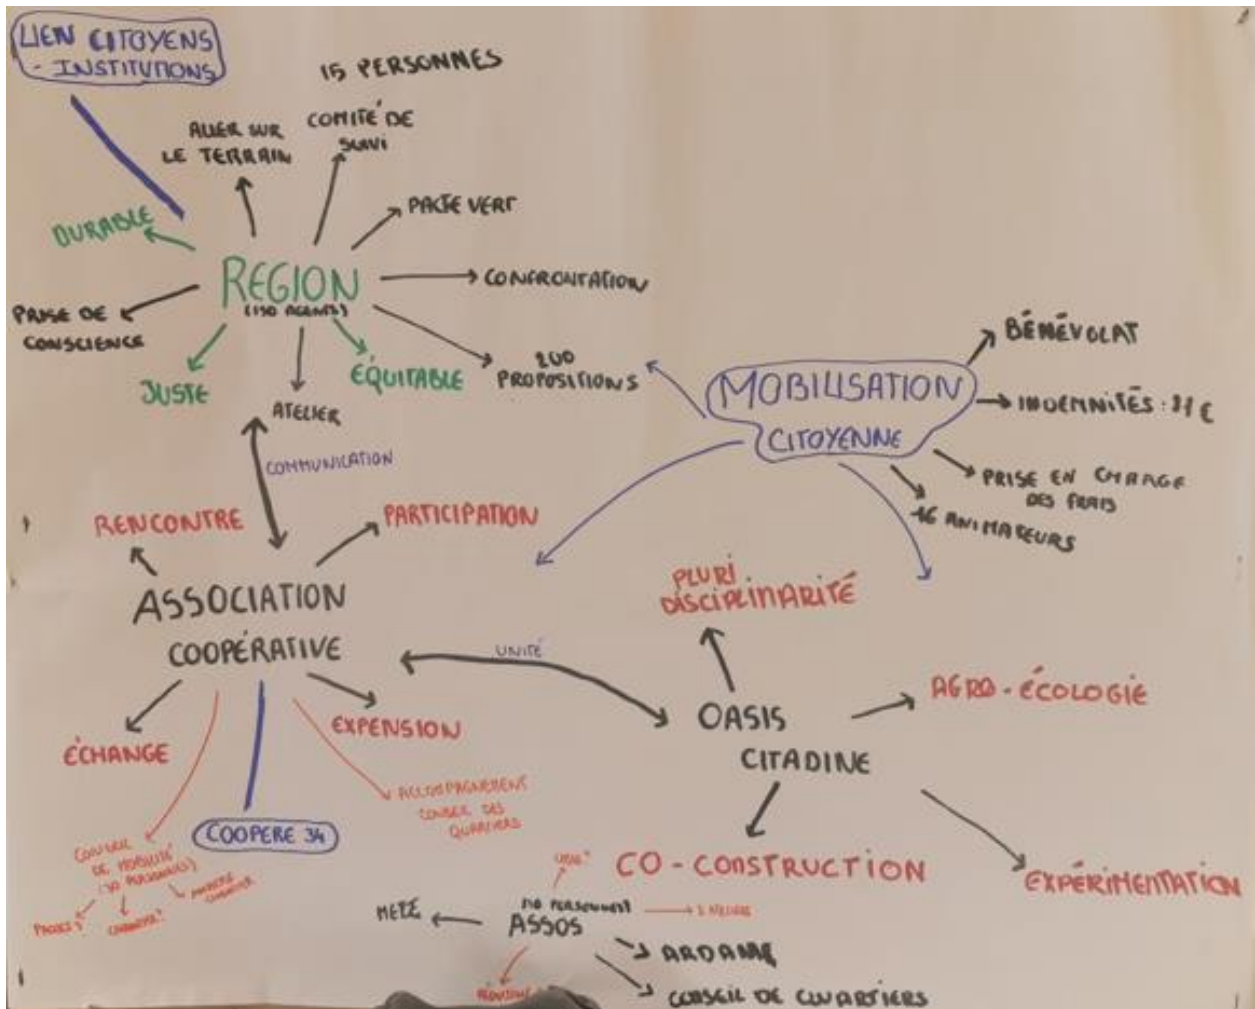 LIEN CITOYENS
- INSTITUTIONS
15 PERSONNES
ALLER SUR
LE TERRAIN
COMITÉ DE
SUIVI
PACTE VERT
DURABLE
REGION
(150 AGENTS)
CONFRONTATION
PRISE DE
CONSCIENCE
JUSTE
ÉQUITABLE
200
PROPOSITIONS
ATELIER
COMMUNICATION
MOBILISATION
CITOYENNE
BÉNÉVOLAT
INDEMNITÉS :
PRISE EN CHARGE
DES FRAIS
16 ANIMATEURS
RENCONTRE
PARTICIPATION
ASSOCIATION
COOPÉRATIVE
UNITÉ
ÉCHANGE
EXPENSION
COOPERE 34
ACCOMPAGNEMENT
CONSEIL DES
QUARTIERS
CONSEIL
DE MOBILITÉ
PLURI
DISCIPLINARITÉ
OASIS
CITADINE
AGRO-ÉCOLOGIE
CO-CONSTRUCTION
EXPÉRIMENTATION
PERSONNES
ASSOS
CONSEIL DE QUARTIERS